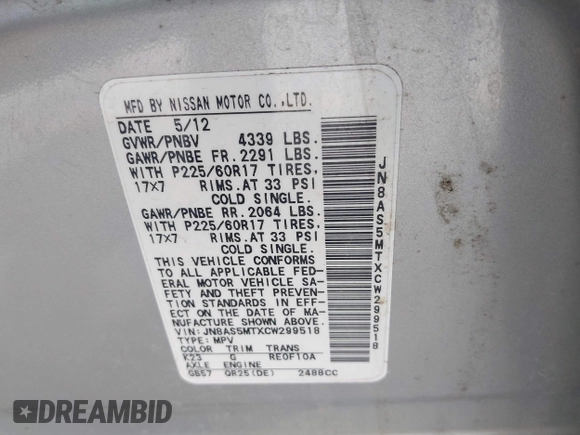 MFD BY NISSAN MOTOR CO.,LTD.
DATE 5/12
GVWR/PNBV 4339 LBS.
GAWR/PNBE FR. 2291 LBS.
WITH P225/60R17 TIRES,
17X7 RIMS.AT 33 PSI
COLD SINGLE.
GAWR/PNBE RR. 2064 LBS.
WITH P225/60R17 TIRES,
17X7 RIMS.AT 33 PSI
COLD SINGLE.
THIS VEHICLE CONFORMS
TO ALL APPLICABLE FED-
ERAL MOTOR VEHICLE SA-
FETY AND THEFT PREVEN-
TION STANDARDS IN EFF-
ECT ON THE DATE OF MA-
NUFACTURE SHOWN ABOVE.
VIN: JN8AS5MTXCW299518
TYPE: MPV
COLOR TRIM TRANS
K23 G RE0F10A
AXLE ENGINE
GB57 QR25(DE) 2488CC
JN8AS5MTXCW299518
DREAMBID